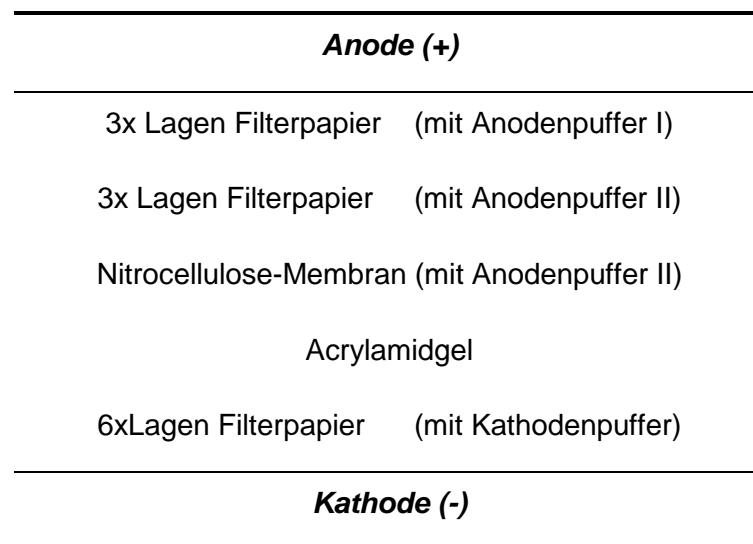 Anode (+)
3x Lagen Filterpapier (mit Anodenpuffer I)
3x Lagen Filterpapier (mit Anodenpuffer II)
Nitrocellulose-Membran (mit Anodenpuffer II)
Acrylamidgel
6xLagen Filterpapier (mit Kathodenpuffer)
Kathode (-)